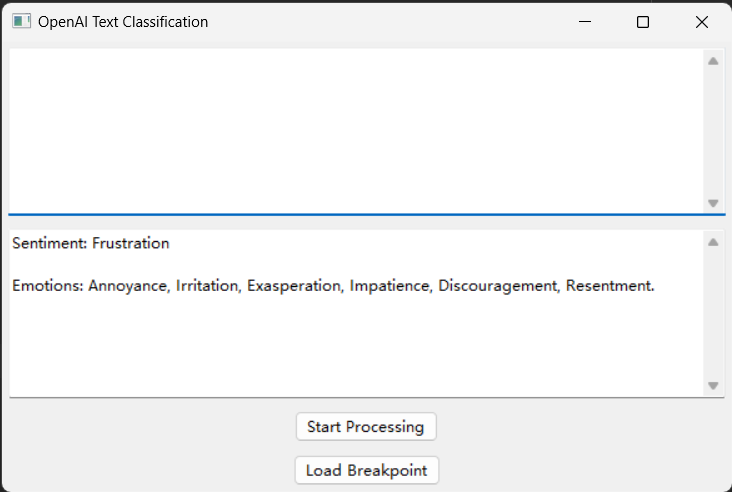 OpenAI Text Classification
Sentiment: Frustration
Emotions: Annoyance, Irritation, Exasperation, Impatience, Discouragement, Resentment.
Start Processing
Load Breakpoint